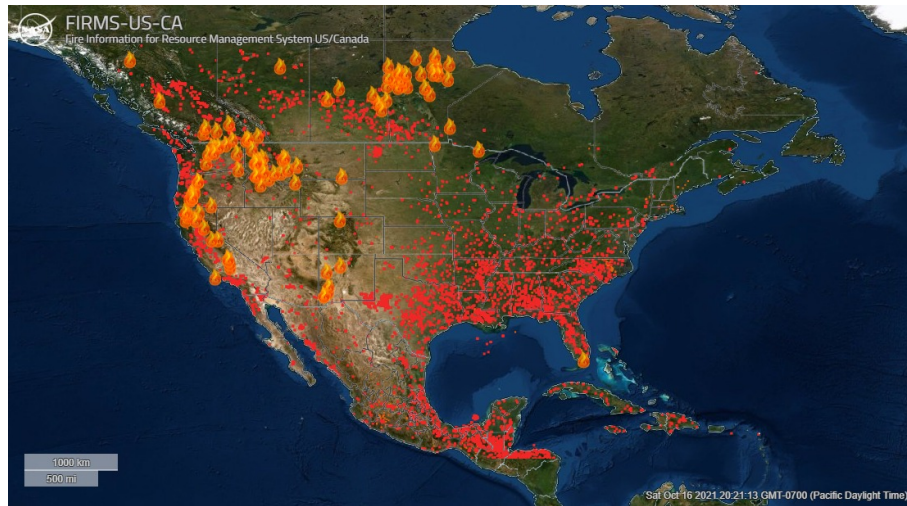 NASA
FIRMS-US-CA
Fire Information for Resource Management System US/Canada
1000 km
500 mi
Sat Oct 16 2021 20:21:13 GMT-0700 (Pacific Daylight Time)